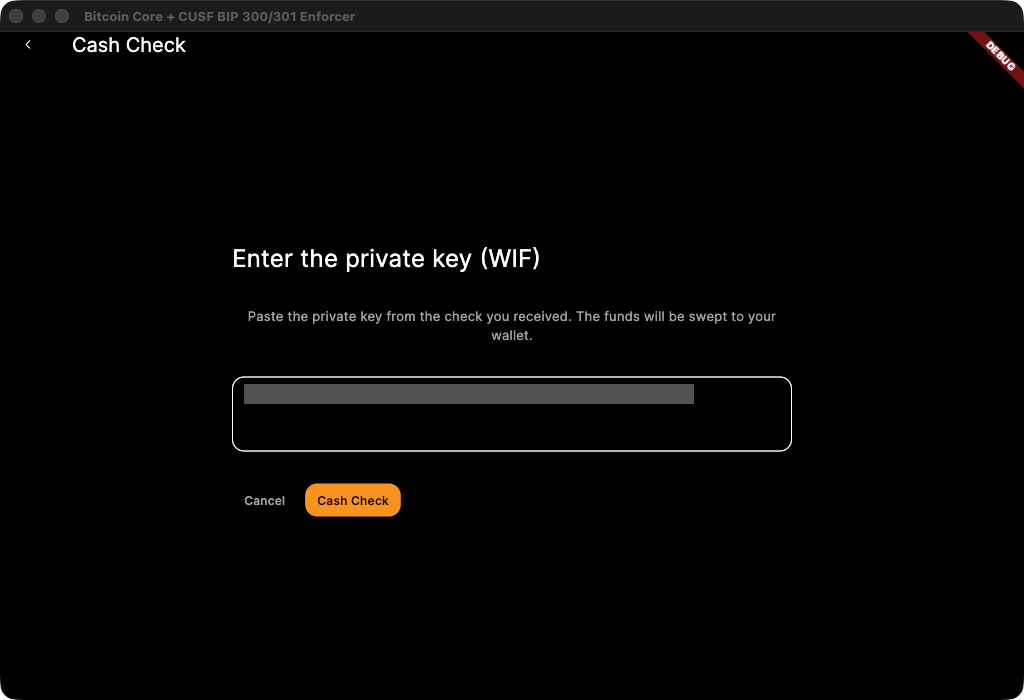 Bitcoin Core + CUSF BIP 300/301 Enforcer
Cash Check
DEBUG
Enter the private key (WIF)
Paste the private key from the check you received. The funds will be swept to your
wallet.
Cancel
Cash Check